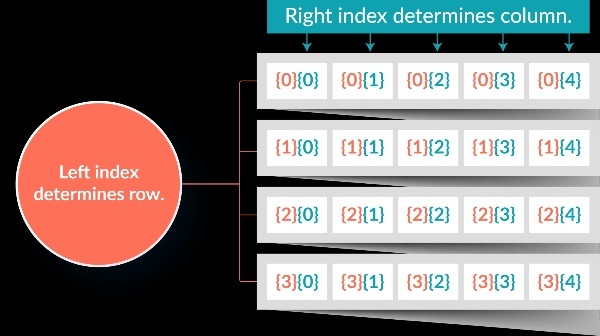 Right index determines column.
{0}{0} {0}{1} {0}{2} {0}{3} {0}{4}
{1}{0} {1}{1} {1}{2} {1}{3} {1}{4}
Left index
determines row.
{2}{0} {2}{1} {2}{2} {2}{3} {2}{4}
{3}{0} {3}{1} {3}{2} {3}{3} {3}{4}